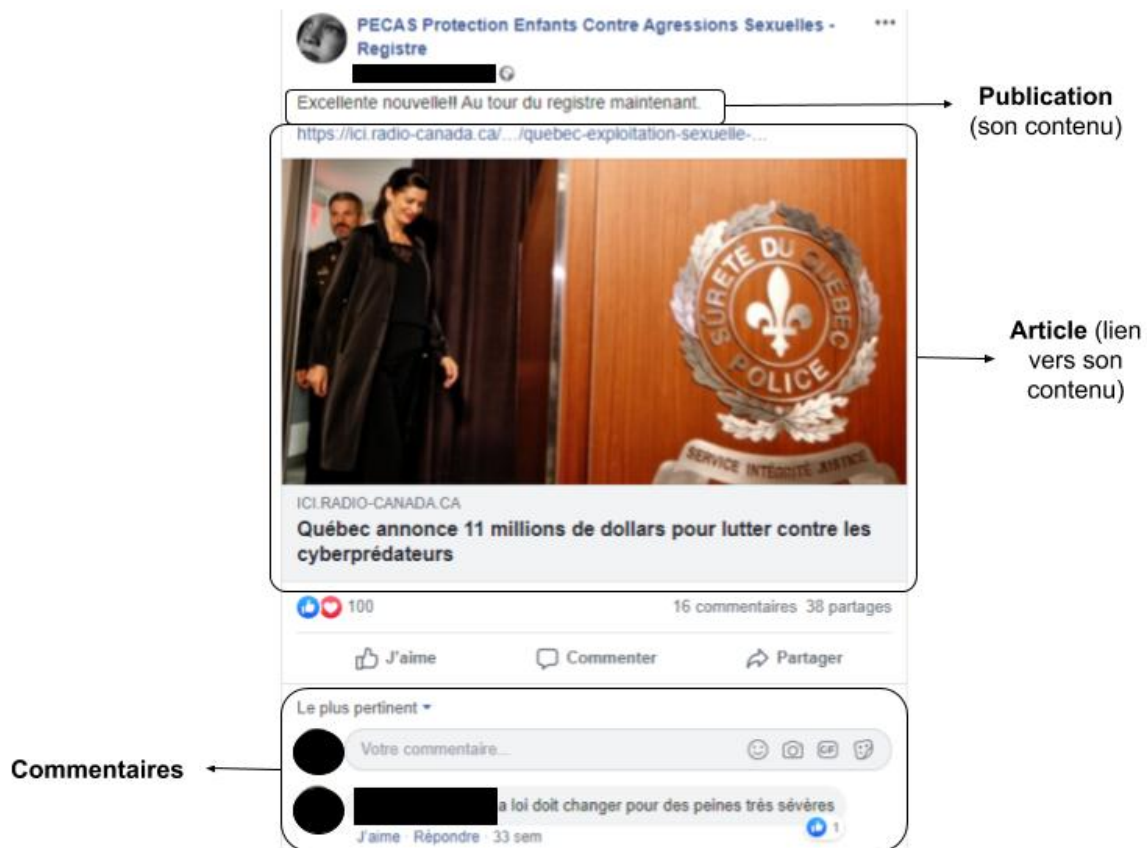 PECAS Protection Enfants Contre Agressions Sexuelles -
Registre
Excellente nouvelle!! Au tour du registre maintenant.
https://ici.radio-canada.ca/.../quebec-exploitation-sexuelle-...
Publication
(son contenu)
SÛRETÉ DU QUÉBEC
POLICE
SERVICE INTÉGRITÉ JUSTICE
Article (lien
vers son
contenu)
ICI.RADIO-CANADA.CA
Québec annonce 11 millions de dollars pour lutter contre les
cyberprédateurs
100 16 commentaires 38 partages
J'aime Commenter Partager
Le plus pertinent
Votre commentaire... GIF
Commentaires
a loi doit changer pour des peines très sévères
J'aime · Répondre · 33 sem 1